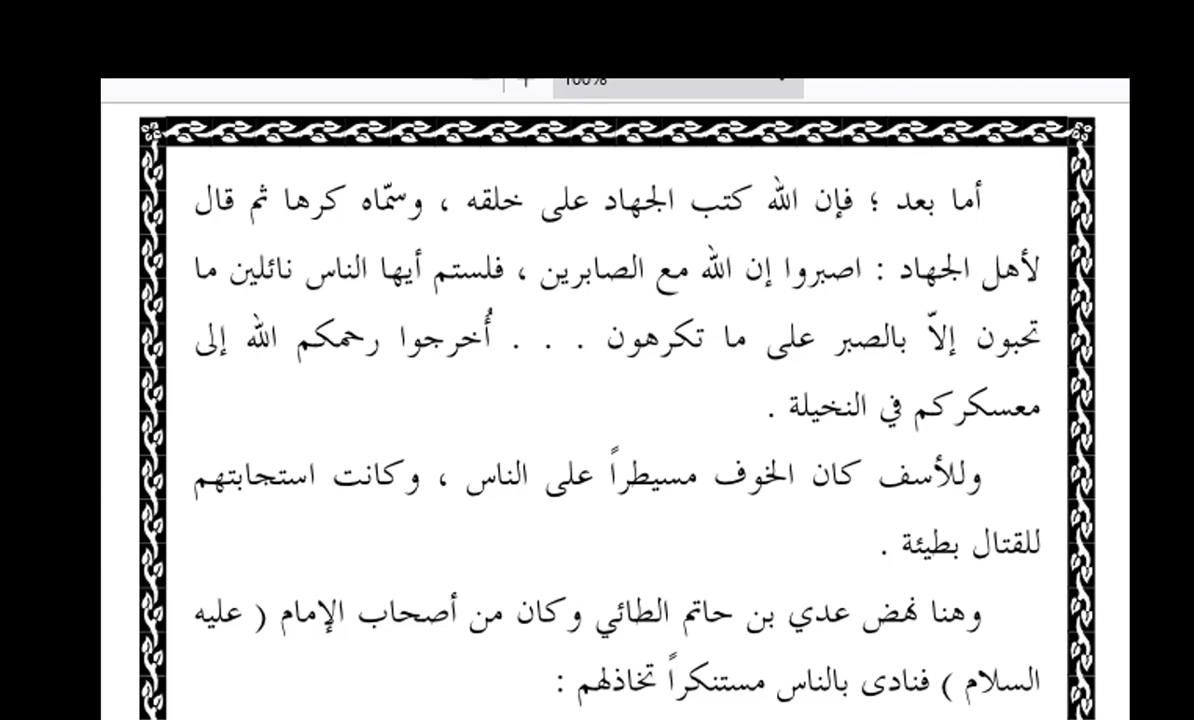 100%
أما بعد ؛ فإن الله كتب الجهاد على خلقه ، وسمّاه كرها ثم قال
لأهل الجهاد : اصبروا إن الله مع الصابرين ، فلستم أيها الناس نائلين ما
تحبون إلاّ بالصبر على ما تكرهون . . . أُخرجوا رحمكم الله إلى
معسكركم في النخيلة .
وللأسف كان الخوف مسيطراً على الناس ، وكانت استجابتهم
للقتال بطيئة .
وهنا نهض عدي بن حاتم الطائي وكان من أصحاب الإمام ( عليه
السلام ) فنادى بالناس مستنكراً تخاذلهم :